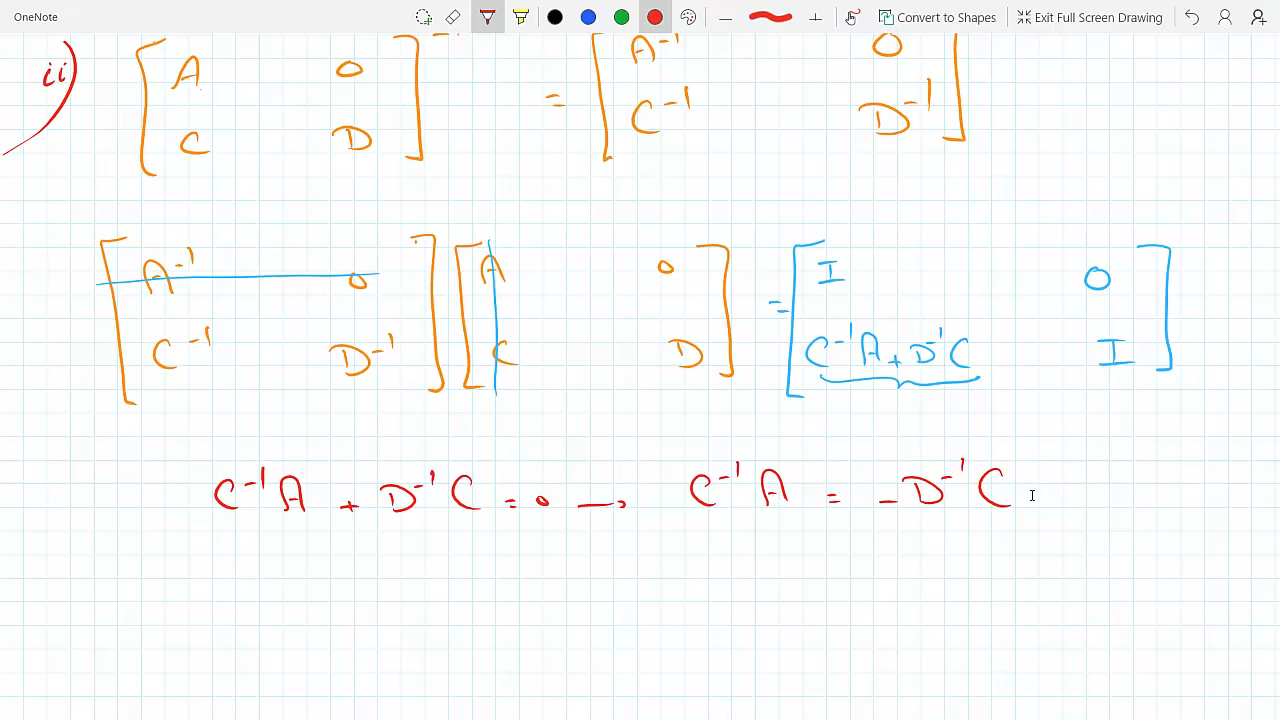 OneNote
Convert to Shapes
Exit Full Screen Drawing
ii)
[A 0
C D]⁻¹ = [A⁻¹ 0
C⁻¹ D⁻¹]
[A⁻¹ 0
C⁻¹ D⁻¹] [A 0
C D] = [I 0
C⁻¹A + D⁻¹C I]
C⁻¹A + D⁻¹C = 0 → C⁻¹A = -D⁻¹C